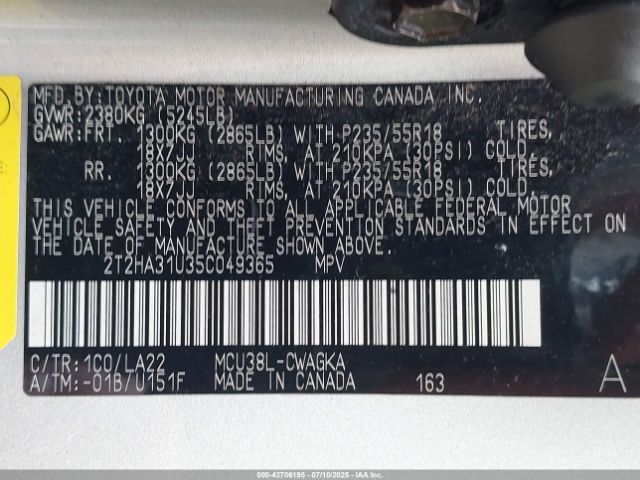 MFD.BY:TOYOTA MOTOR MANUFACTURING CANADA INC.
GVWR:2380KG (5245LB)
GAWR:FRT. 1300KG (2865LB) WITH P235/55R18 TIRES,
18X7JJ RIMS, AT 210KPA (30PSI) COLD,
RR. 1300KG (2865LB) WITH P235/55R18 TIRES,
18X7JJ RIMS, AT 210KPA (30PSI) COLD.
THIS VEHICLE CONFORMS TO ALL APPLICABLE FEDERAL MOTOR
VEHICLE SAFETY AND THEFT PREVENTION STANDARDS IN EFFECT ON
THE DATE OF MANUFACTURE SHOWN ABOVE.
2T2HA31U35C049365 MPV
C/TR:1C0/LA22 MCU38L-CWAGKA
A/TM:-01B/U151F MADE IN CANADA 163 A
000-42706195 - 07/10/2025 - IAAI.com